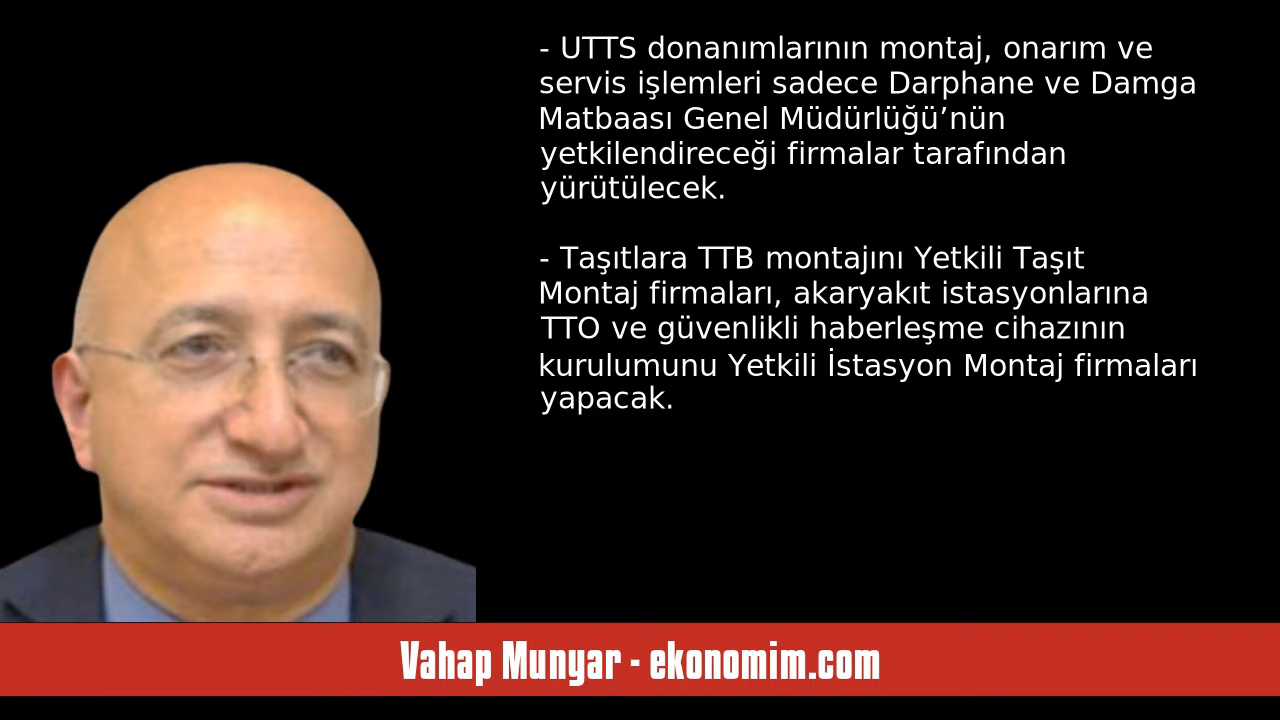 - UTTS donanımlarının montaj, onarım ve
servis işlemleri sadece Darphane ve Damga
Matbaası Genel Müdürlüğü’nün
yetkilendireceği firmalar tarafından
yürütülecek.
- Taşıtlara TTB montajını Yetkili Taşıt
Montaj firmaları, akaryakıt istasyonlarına
TTO ve güvenlikli haberleşme cihazının
kurulumunu Yetkili İstasyon Montaj firmaları
yapacak.
Vahap Munyar - ekonomim.com